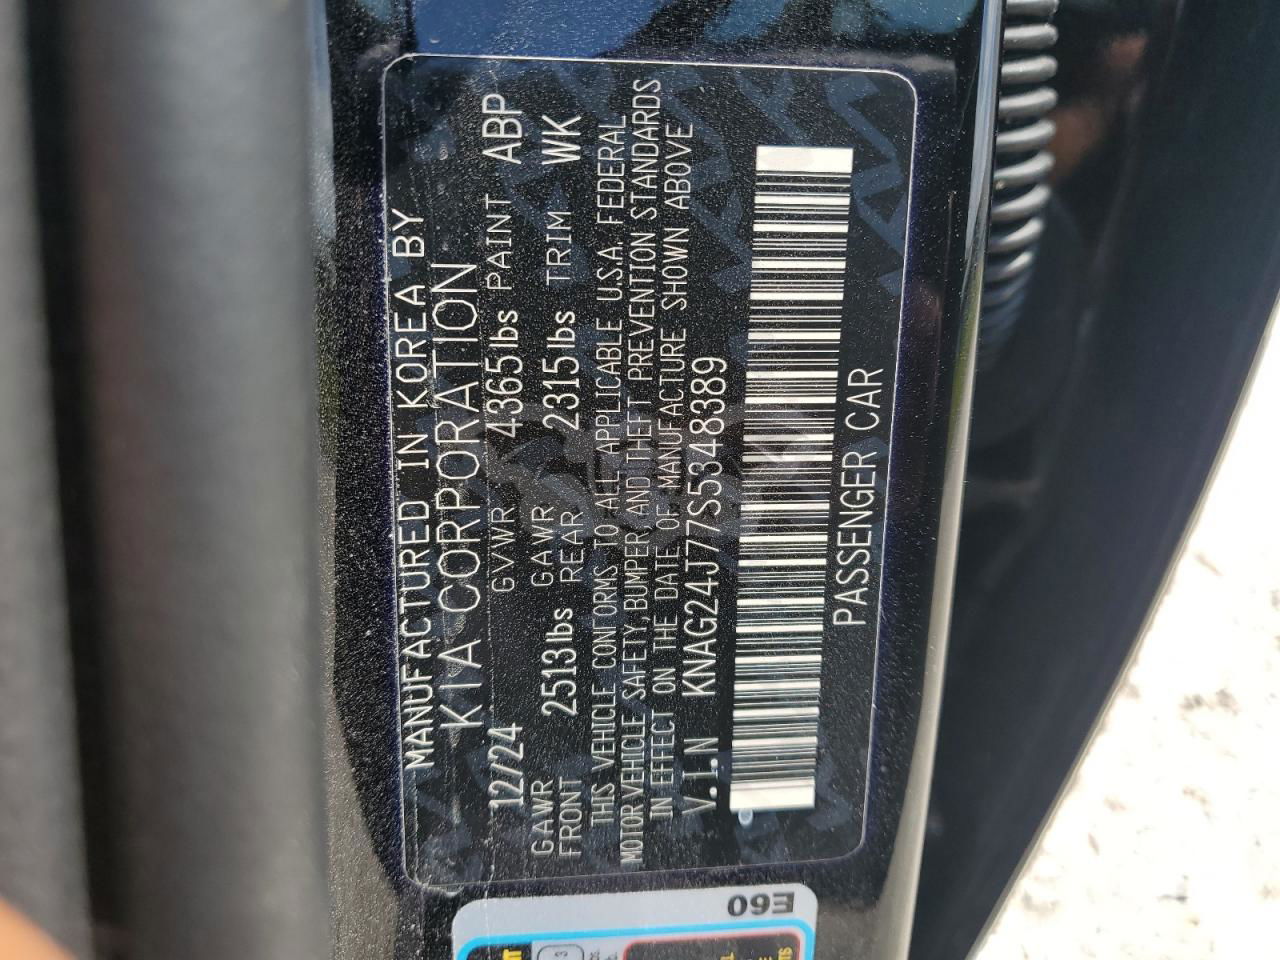 MANUFACTURED IN KOREA BY
KIA CORPORATION
12/24 GVWR 4365lbs PAINT ABP
GAWR FRONT 2513lbs GAWR REAR 2315lbs TRIM WK
THIS VEHICLE CONFORMS TO ALL APPLICABLE U.S.A. FEDERAL
MOTOR VEHICLE SAFETY, BUMPER AND THEFT PREVENTION STANDARDS
IN EFFECT ON THE DATE OF MANUFACTURE SHOWN ABOVE
V.I.N KNAG24J77S5348389
PASSENGER CAR
E60